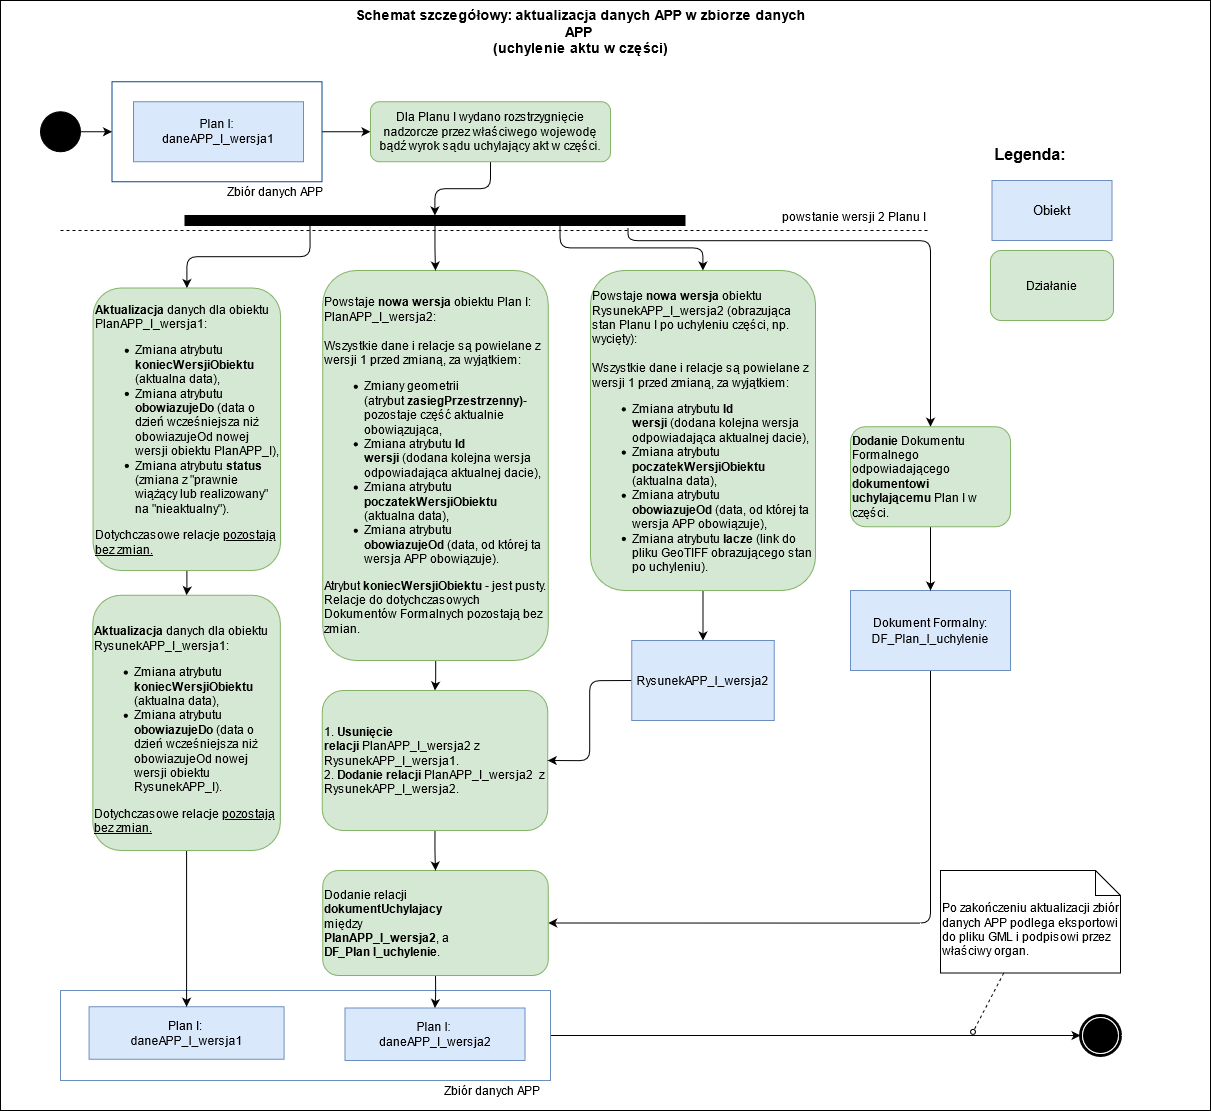 Schemat szczegółowy: aktualizacja danych APP w zbiorze danych
APP
(uchylenie aktu w części)
Plan I:
daneAPP_I_wersja1
Zbiór danych APP
Dla Planu I wydano rozstrzygnięcie
nadzorcze przez właściwego wojewodę
bądź wyrok sądu uchylający akt w części.
Legenda:
Obiekt
Działanie
powstanie wersji 2 Planu I
Aktualizacja danych dla obiektu
PlanAPP_I_wersja1:
• Zmiana atrybutu
koniecWersjiObiektu
(aktualna data),
• Zmiana atrybutu
obowiazujeDo (data o
dzień wcześniejsza niż
obowiazujeOd nowej
wersji obiektu PlanAPP_I),
• Zmiana atrybutu status
(zmiana z "prawnie
wiążący lub realizowany"
na "nieaktualny").
Dotychczasowe relacje pozostają
bez zmian.
Aktualizacja danych dla obiektu
RysunekAPP_I_wersja1:
• Zmiana atrybutu
koniecWersjiObiektu
(aktualna data),
• Zmiana atrybutu
obowiazujeDo (data o
dzień wcześniejsza niż
obowiazujeOd nowej
wersji obiektu
RysunekAPP_I).
Dotychczasowe relacje pozostają
bez zmian.
Powstaje nowa wersja obiektu Plan I:
PlanAPP_I_wersja2:
Wszystkie dane i relacje są powielane z
wersji 1 przed zmianą, za wyjątkiem:
• Zmiany geometrii
(atrybut zasiegPrzestrzenny)-
pozostaje część aktualnie
obowiązująca,
• Zmiana atrybutu Id
wersji (dodana kolejna wersja
odpowiadająca aktualnej dacie),
• Zmiana atrybutu
poczatekWersjiObiektu
(aktualna data),
• Zmiana atrybutu
obowiazujeOd (data, od której ta
wersja APP obowiązuje).
Atrybut koniecWersjiObiektu - jest pusty.
Relacje do dotychczasowych
Dokumentów Formalnych pozostają bez
zmian.
1. Usunięcie
relacji PlanAPP_I_wersja2 z
RysunekAPP_I_wersja1.
2. Dodanie relacji PlanAPP_I_wersja2 z
RysunekAPP_I_wersja2.
Dodanie relacji
dokumentUchylajacy
między
PlanAPP_I_wersja2, a
DF_Plan I_uchylenie.
Powstaje nowa wersja obiektu
RysunekAPP_I_wersja2 (obrazująca
stan Planu I po uchyleniu części, np.
wycięty):
Wszystkie dane i relacje są powielane z
wersji 1 przed zmianą, za wyjątkiem:
• Zmiana atrybutu Id
wersji (dodana kolejna wersja
odpowiadająca aktualnej dacie),
• Zmiana atrybutu
poczatekWersjiObiektu
(aktualna data),
• Zmiana atrybutu
obowiazujeOd (data, od której ta
wersja APP obowiązuje),
• Zmiana atrybutu lacze (link do
pliku GeoTIFF obrazującego stan
po uchyleniu).
RysunekAPP_I_wersja2
Dodanie Dokumentu
Formalnego
odpowiadającego
dokumentowi
uchylającemu Plan I w
części.
Dokument Formalny:
DF_Plan_I_uchylenie
Po zakończeniu aktualizacji zbiór
danych APP podlega eksportowi
do pliku GML i podpisowi przez
właściwy organ.
Plan I:
daneAPP_I_wersja1
Plan I:
daneAPP_I_wersja2
Zbiór danych APP